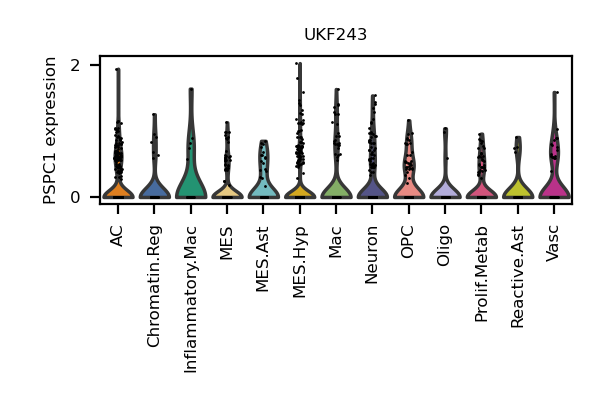 UKF243
PSPC1 expression
2
0
AC
Chromatin.Reg
Inflammatory.Mac
MES
MES.Ast
MES.Hyp
Mac
Neuron
OPC
Oligo
Prolif.Metab
Reactive.Ast
Vasc